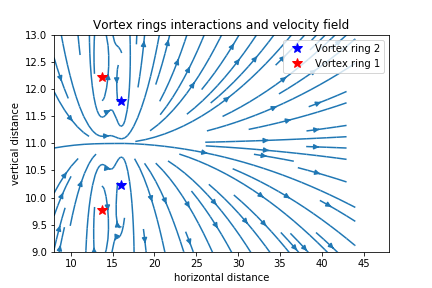 Vortex rings interactions and velocity field
13.0
12.5
12.0
11.5
11.0
10.5
10.0
9.5
9.0
vertical distance
Vortex ring 2
Vortex ring 1
10 15 20 25 30 35 40 45
horizontal distance